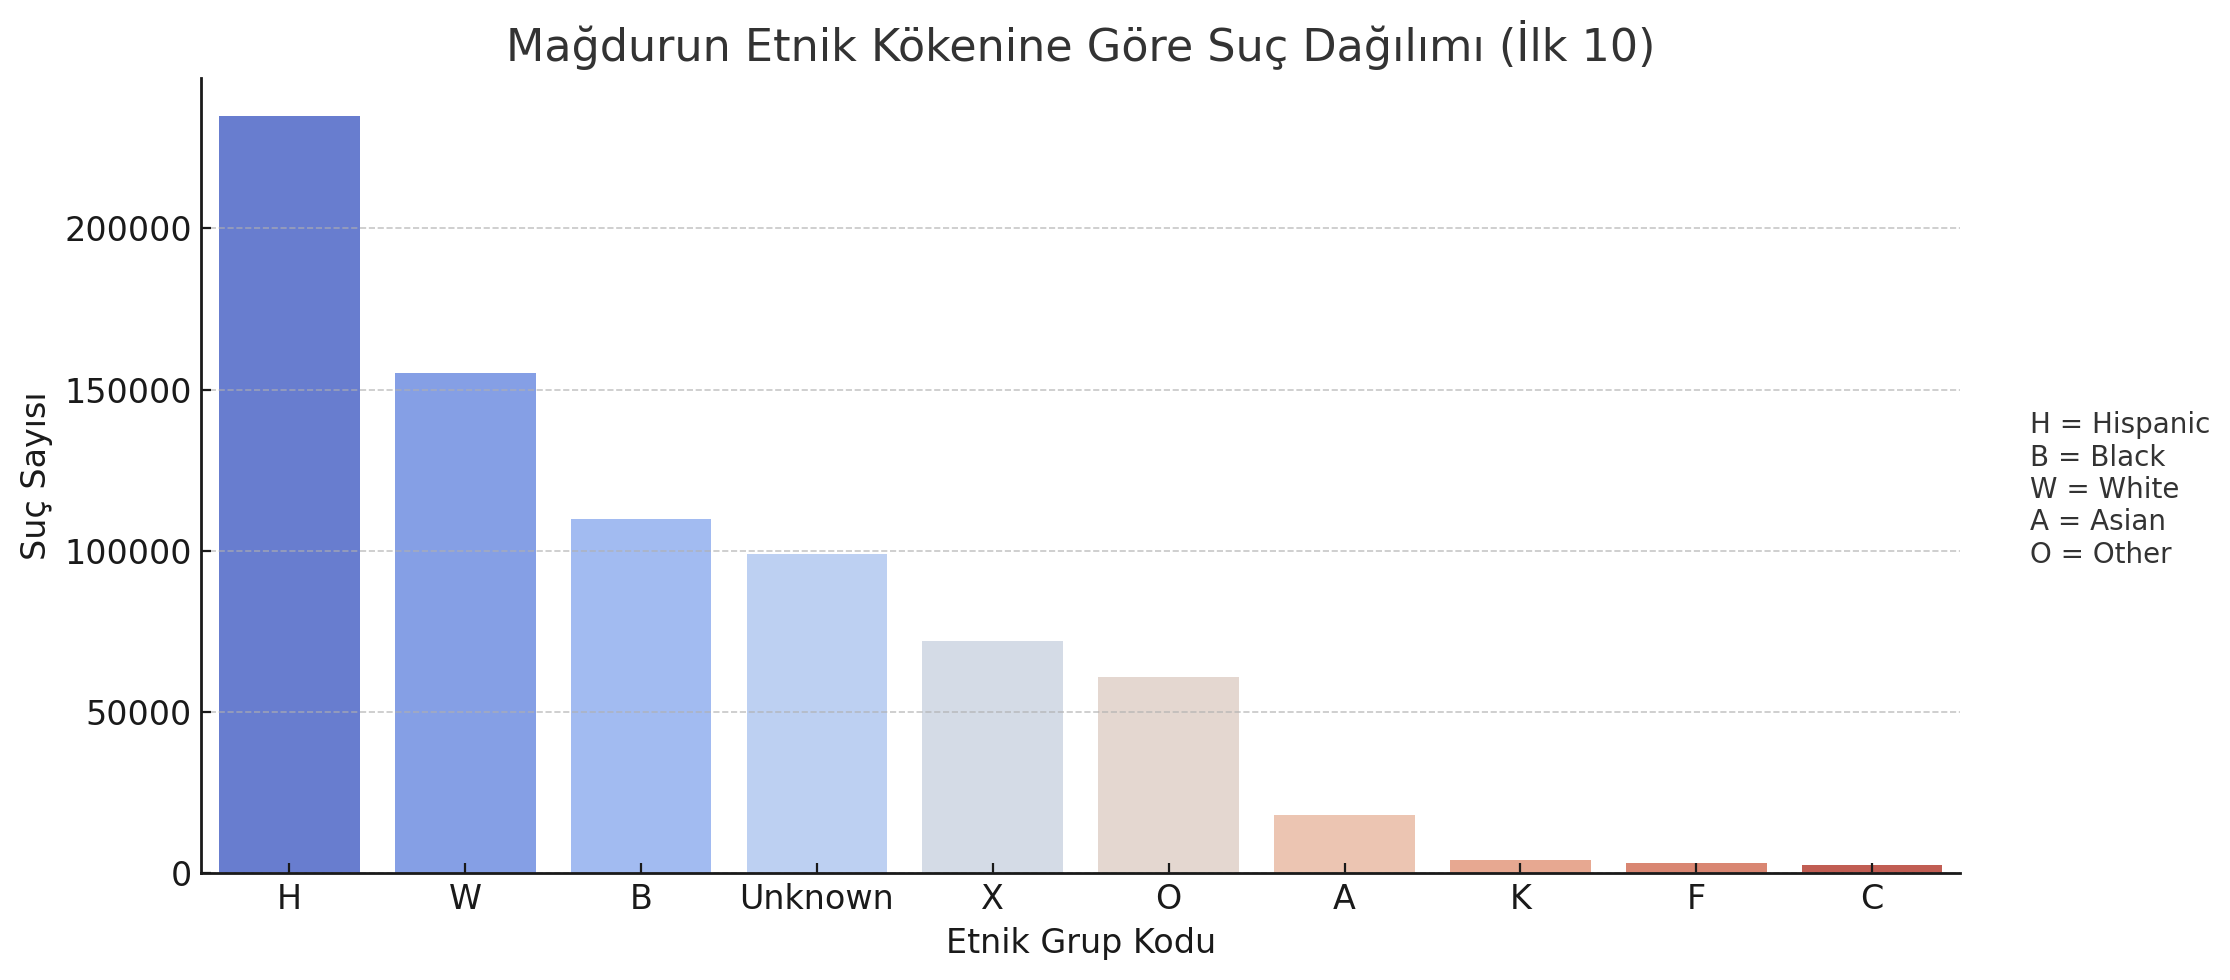 Mağdurun Etnik Kökenine Göre Suç Dağılımı (İlk 10)
Suç Sayısı
200000
150000
100000
50000
0
H
W
B
Unknown
X
O
A
K
F
C
Etnik Grup Kodu
H = Hispanic
B = Black
W = White
A = Asian
O = Other